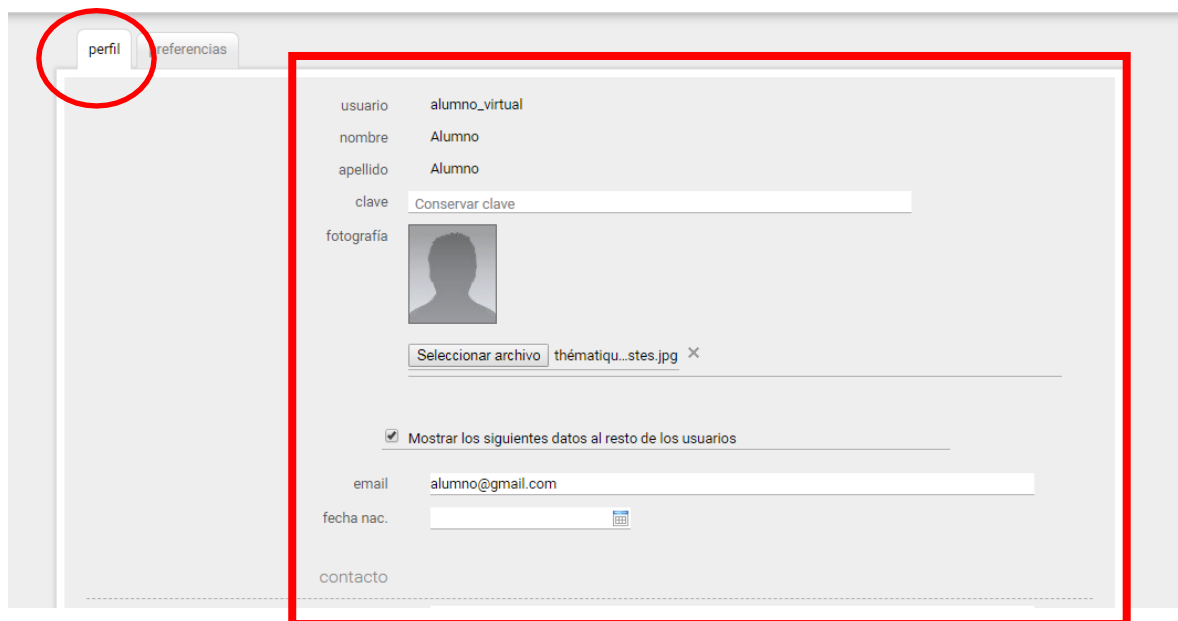 perfil preferencias
usuario alumno_virtual
nombre Alumno
apellido Alumno
clave Conservar clave
fotografía
Seleccionar archivo thématiqu...stes.jpg ×
Mostrar los siguientes datos al resto de los usuarios
email alumno@gmail.com
fecha nac.
contacto